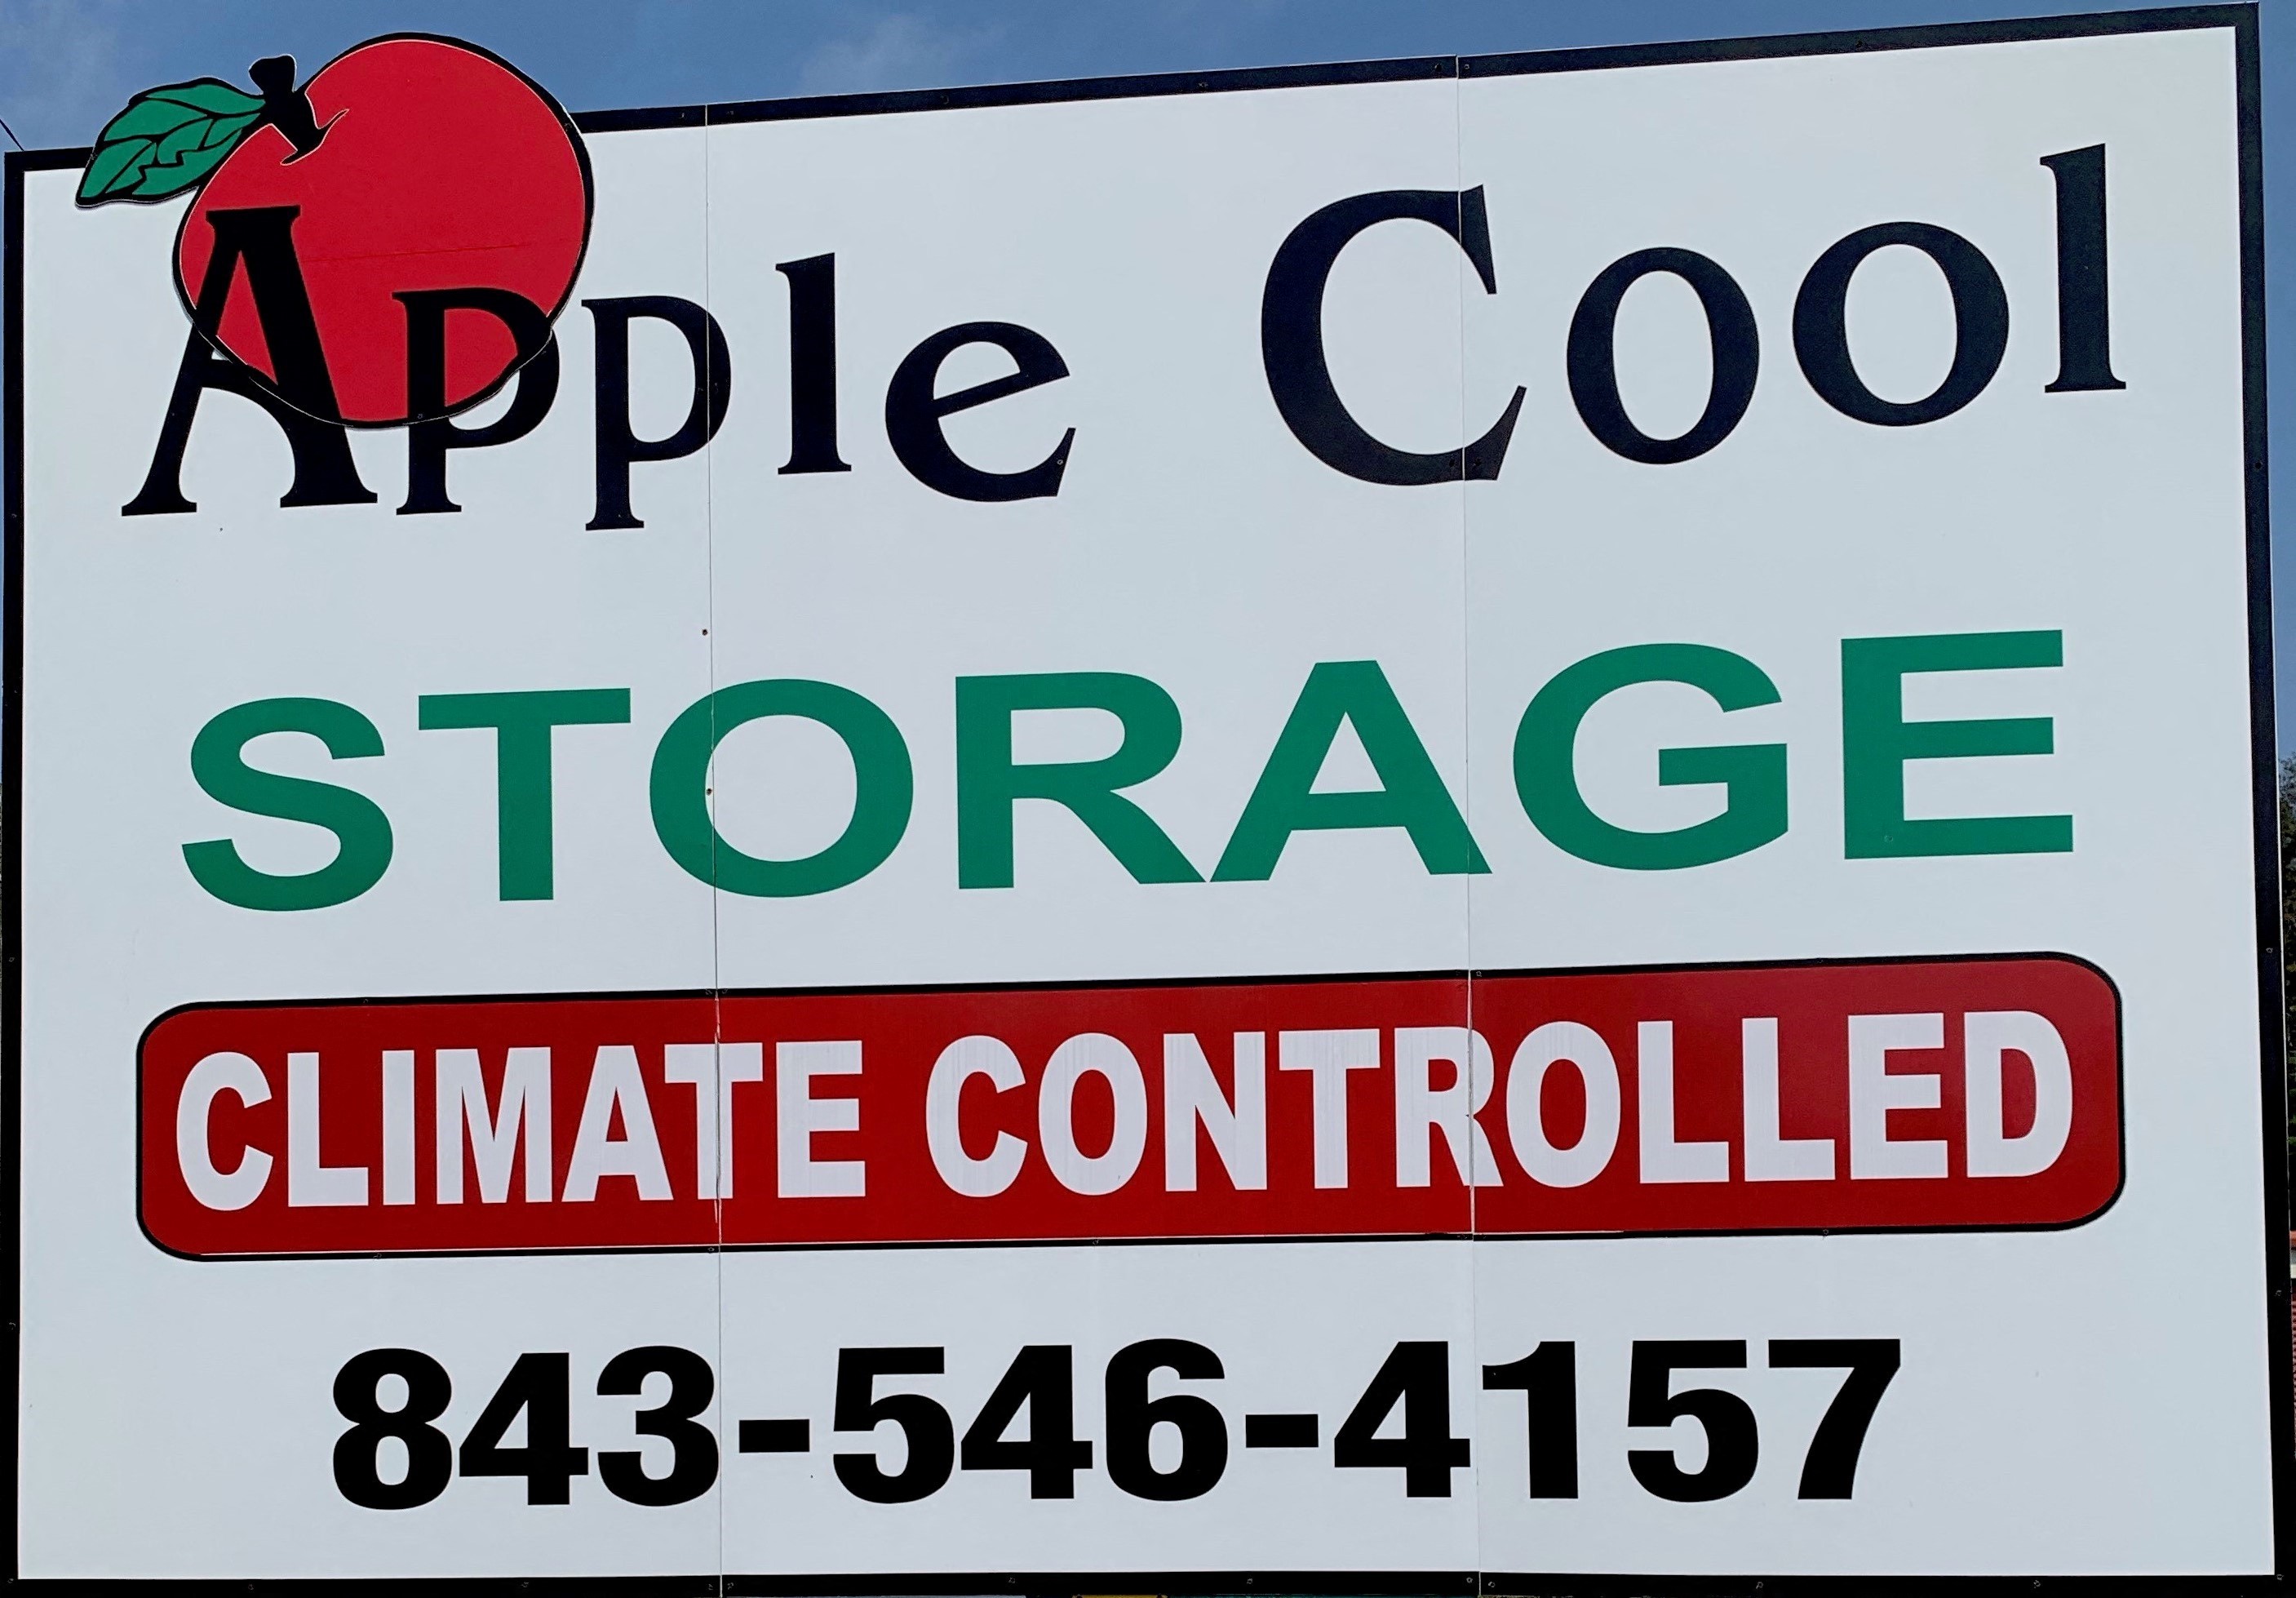 Apple Cool
STORAGE
CLIMATE CONTROLLED
843-546-4157